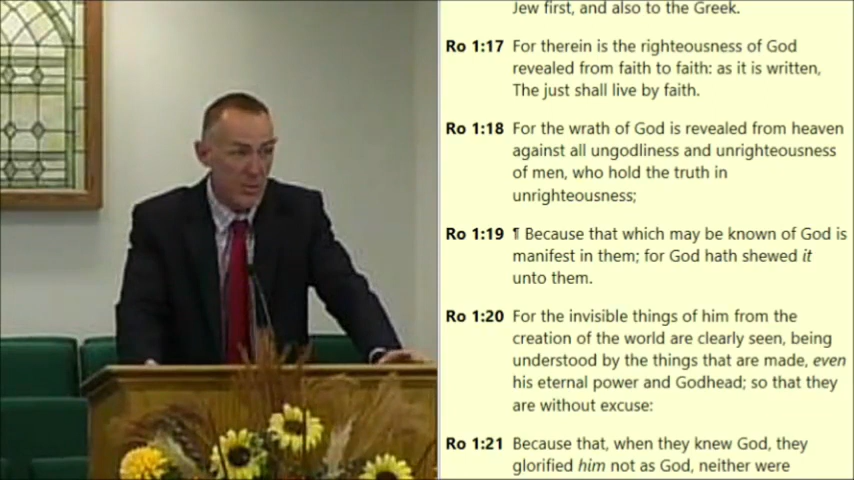 Jew first, and also to the Greek.
Ro 1:17 For therein is the righteousness of God
revealed from faith to faith: as it is written,
The just shall live by faith.
Ro 1:18 For the wrath of God is revealed from heaven
against all ungodliness and unrighteousness
of men, who hold the truth in
unrighteousness;
Ro 1:19 ¶ Because that which may be known of God is
manifest in them; for God hath shewed it
unto them.
Ro 1:20 For the invisible things of him from the
creation of the world are clearly seen, being
understood by the things that are made, even
his eternal power and Godhead; so that they
are without excuse:
Ro 1:21 Because that, when they knew God, they
glorified him not as God, neither were